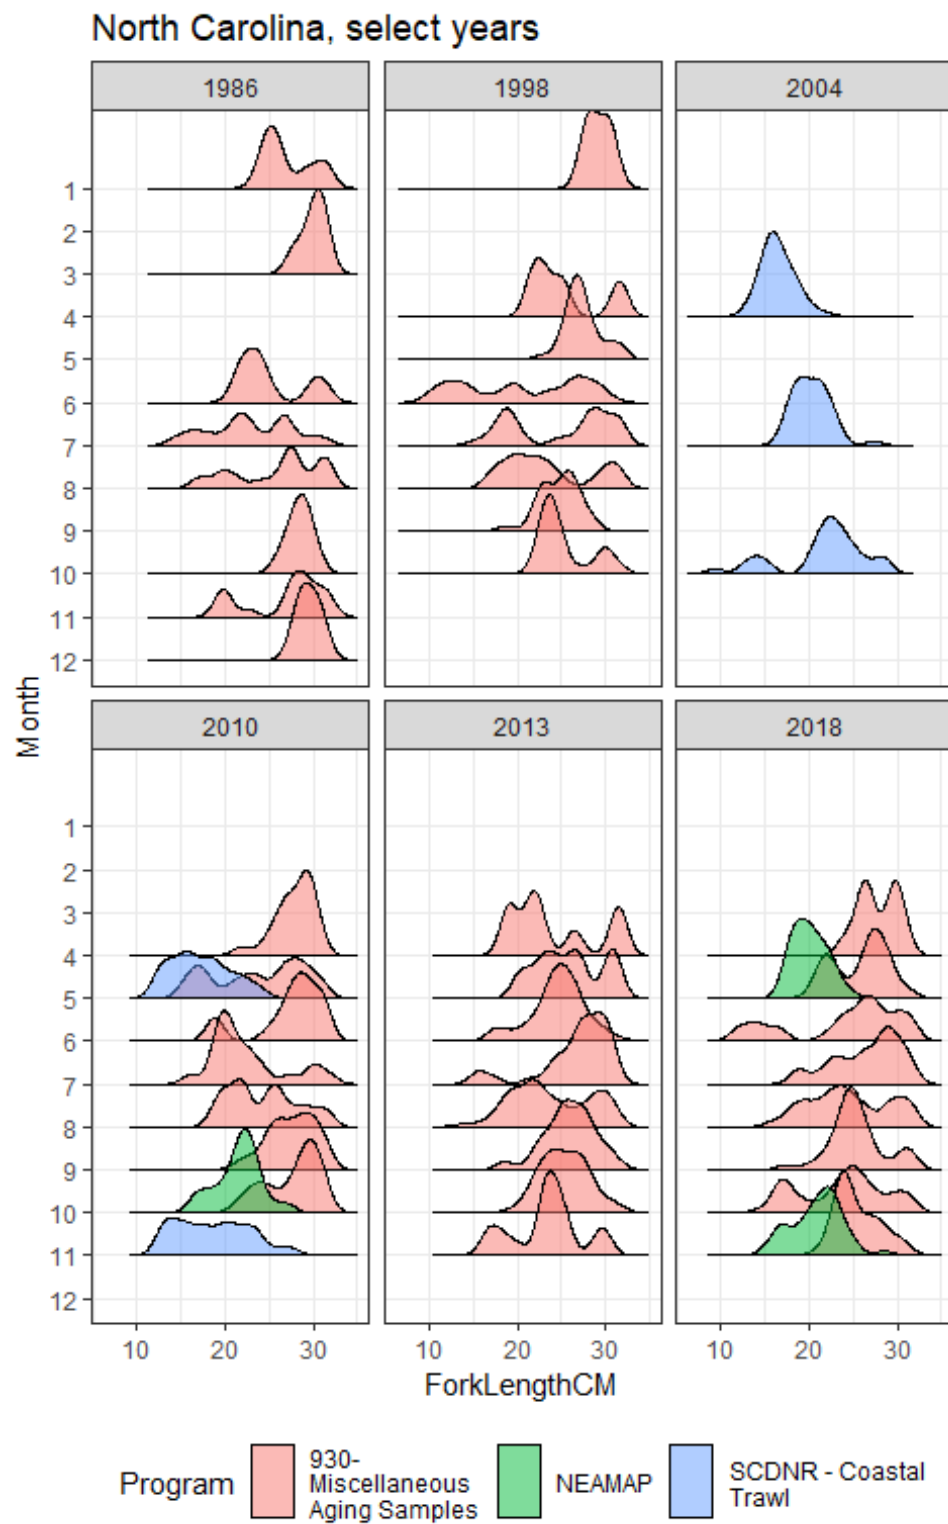 North Carolina, select years
1986 1998 2004
1
2
3
4
5
6
7
8
9
10
11
12
Month
2010 2013 2018
1
2
3
4
5
6
7
8
9
10
11
12
10 20 30 10 20 30 10 20 30
ForkLengthCM
Program
930-
Miscellaneous
Aging Samples
NEAMAP
SCDNR - Coastal
Trawl